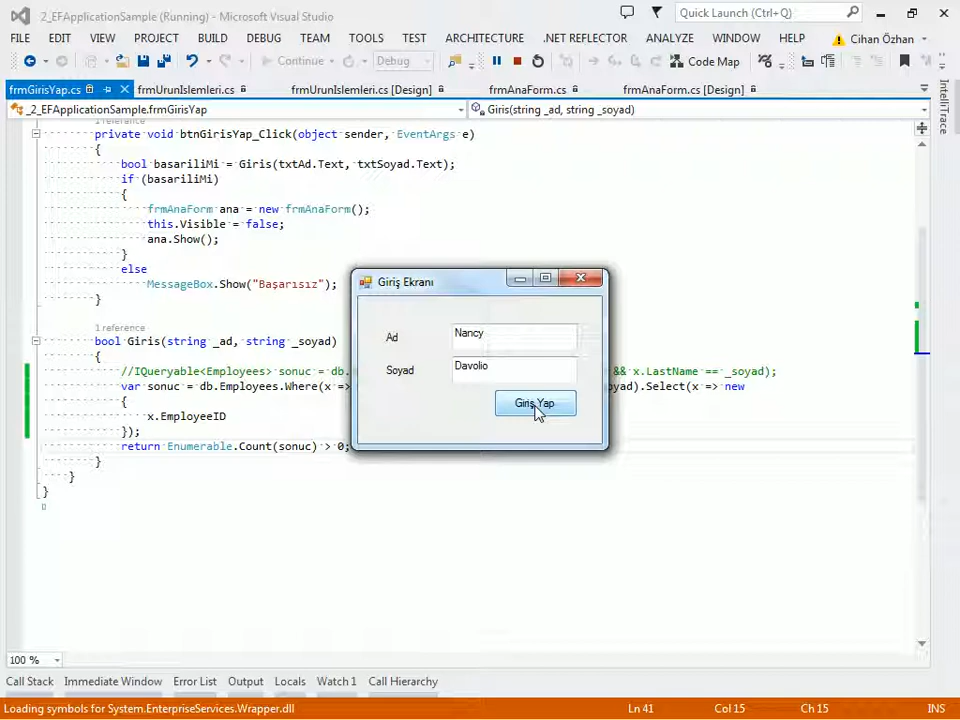 2_EFApplicationSample (Running) - Microsoft Visual Studio
Quick Launch (Ctrl+Q)
FILE EDIT VIEW PROJECT BUILD DEBUG TEAM TOOLS TEST ARCHITECTURE .NET REFLECTOR ANALYZE WINDOW HELP Cihan Özhan
Continue Debug Code Map
frmGirisYap.cs frmUrunIslemleri.cs frmUrunIslemleri.cs [Design] frmAnaForm.cs frmAnaForm.cs [Design]
_2_EFApplicationSample.frmGirisYap Giris(string _ad, string _soyad)
IntelliTrace
1 reference
private void btnGirisYap_Click(object sender, EventArgs e)
{
bool basariliMi = Giris(txtAd.Text, txtSoyad.Text);
if (basariliMi)
{
frmAnaForm ana = new frmAnaForm();
this.Visible = false;
ana.Show();
}
else
MessageBox.Show("Başarısız");
}
1 reference
bool Giris(string _ad, string _soyad)
{
//IQueryable<Employees> sonuc = db. && x.LastName == _soyad);
var sonuc = db.Employees.Where(x => yad).Select(x => new
{
x.EmployeeID
});
return Enumerable.Count(sonuc) > 0;
}
}
}
Giriş Ekranı
Ad Nancy
Soyad Davolio
Giriş Yap
100 %
Call Stack Immediate Window Error List Output Locals Watch 1 Call Hierarchy
Loading symbols for System.EnterpriseServices.Wrapper.dll Ln 41 Col 15 Ch 15 INS